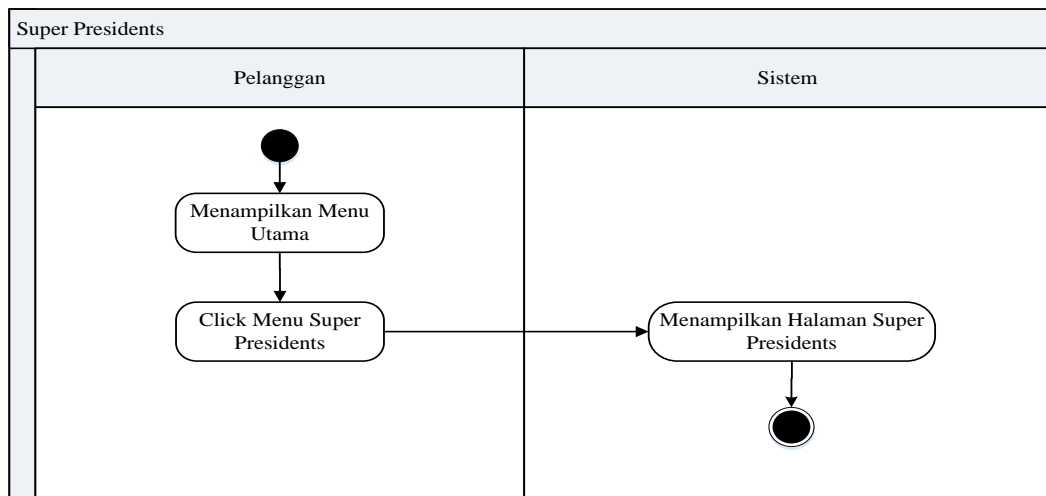 Super Presidents
Pelanggan
Sistem
Menampilkan Menu
Utama
Click Menu Super
Presidents
Menampilkan Halaman Super
Presidents